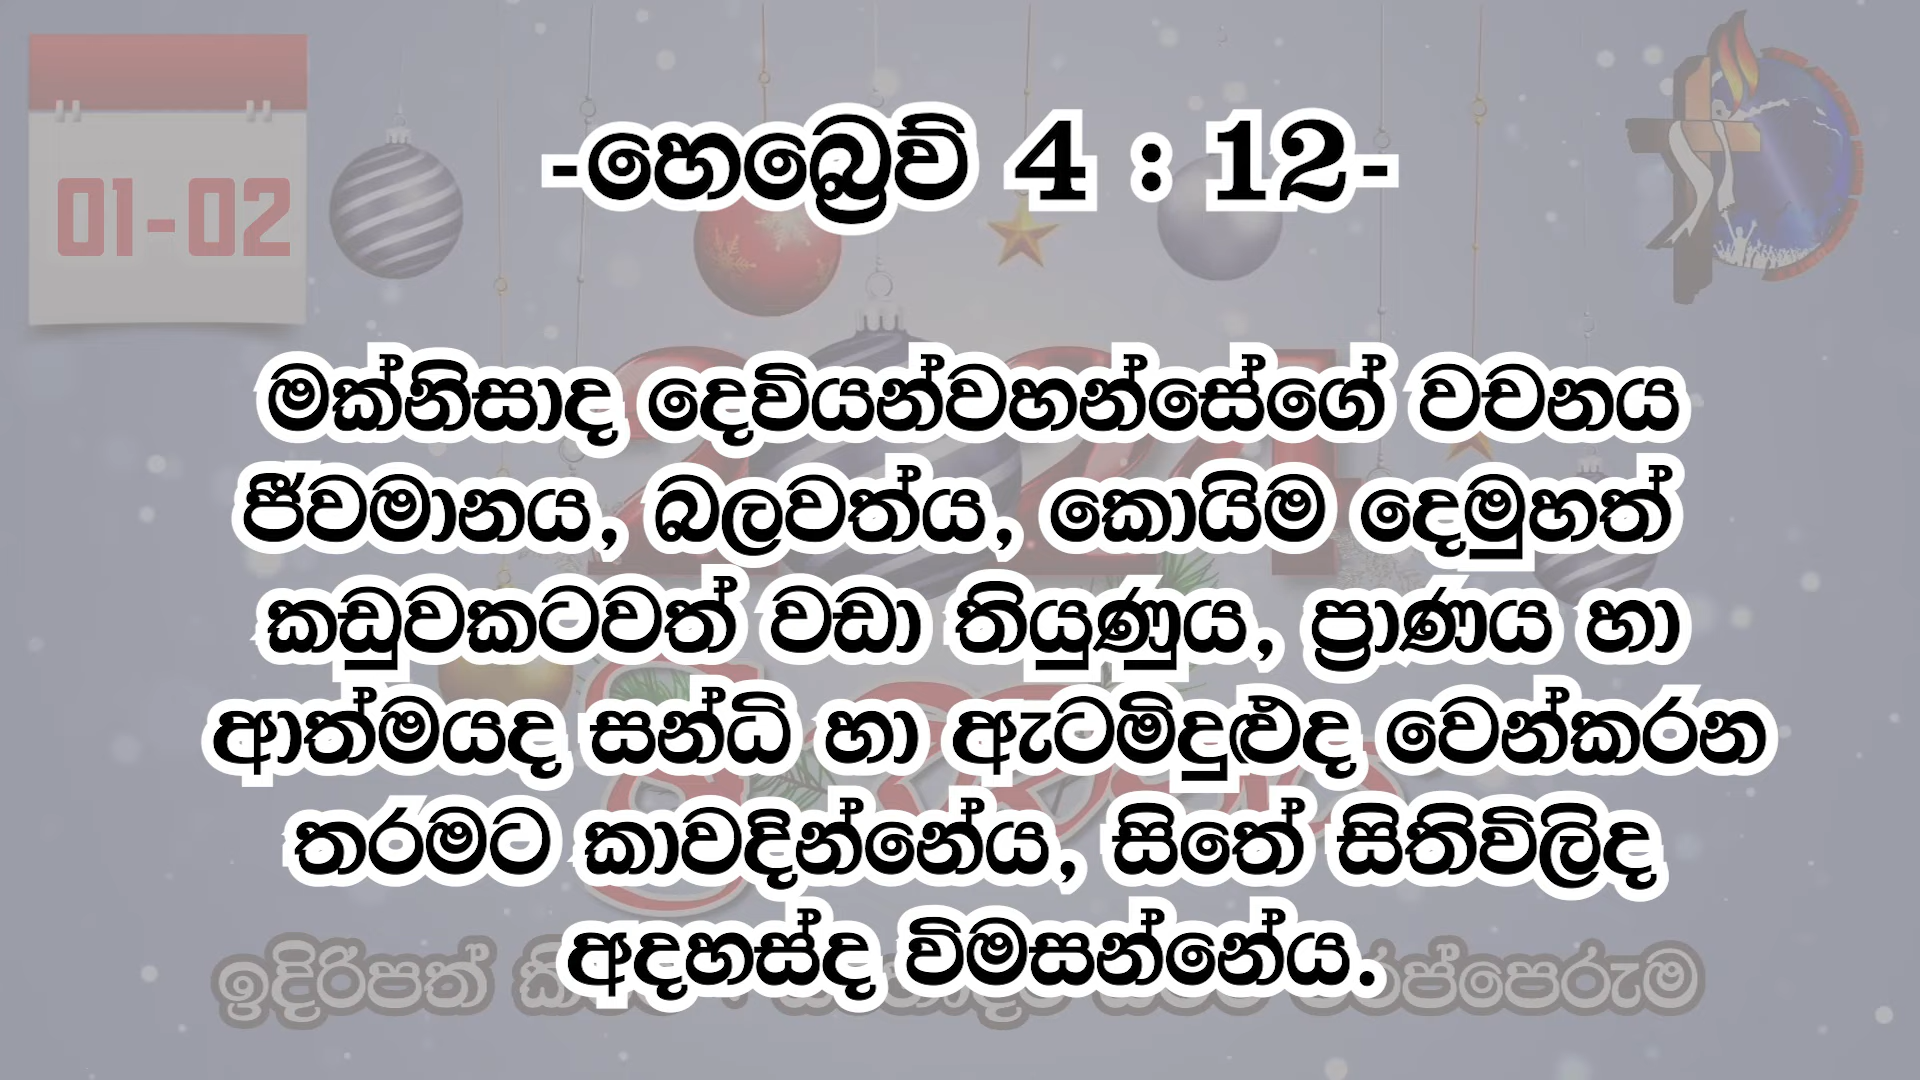 01-02
-හෙබ්‍රෙව් 4 : 12-
මක්නිසාද දෙවියන්වහන්සේගේ වචනය
ජීවමානය, බලවත්ය, කොයිම දෙමුහත්
කඩුවකටවත් වඩා තියුණුය, ප්‍රාණය හා
ආත්මයද සන්ධි හා ඇටමිදුළුද වෙන්කරන
තරමට කාවදින්නේය, සිතේ සිතිවිලිද
අදහස්ද විමසන්නේය.
ඉදිරිපත්